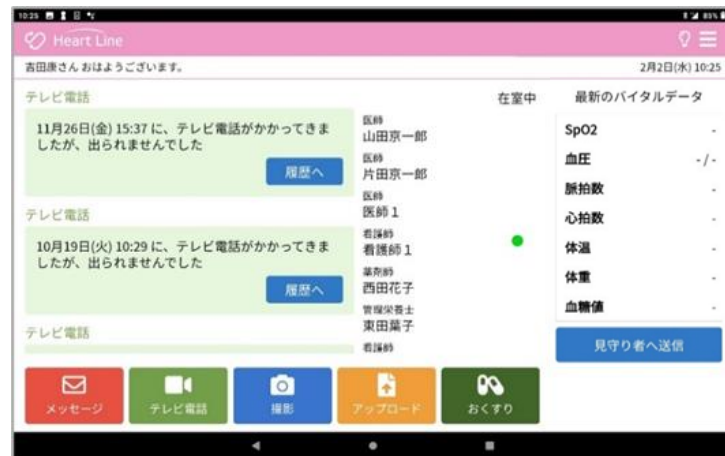 10:25
85%
Heart Line
吉田康さん おはようございます。
2月2日(水) 10:25
テレビ電話
11月26日(金) 15:37 に、テレビ電話がかかってきま
したが、出られませんでした
履歴へ
テレビ電話
10月19日(火) 10:29 に、テレビ電話がかかってきま
したが、出られませんでした
履歴へ
テレビ電話
在室中
医師
山田京一郎
医師
片田京一郎
医師
医師 1
看護師
看護師 1
薬剤師
西田花子
管理栄養士
東田葉子
看護師
最新のバイタルデータ
SpO2 -
血圧 - / -
脈拍数 -
心拍数 -
体温 -
体重 -
血糖値 -
見守り者へ送信
メッセージ
テレビ電話
撮影
アップロード
おくすり